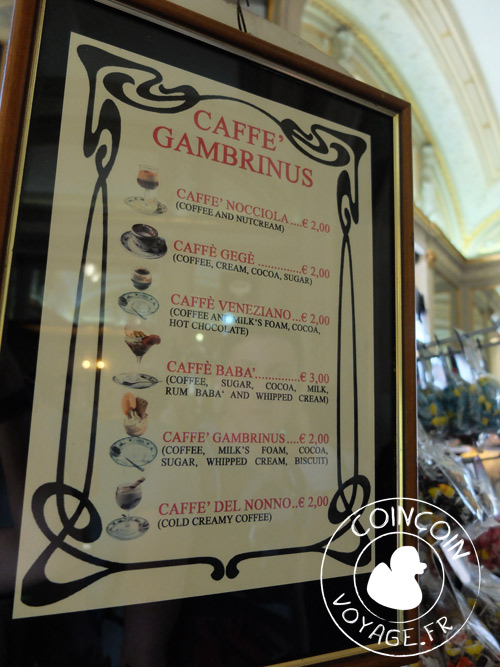 CAFFE'
GAMBRINUS
CAFFE' NOCCIOLA....€ 2,00
(COFFEE AND NUTCREAM)
CAFFÈ GEGÈ ..............€ 2,00
(COFFEE, CREAM, COCOA, SUGAR)
CAFFÈ VENEZIANO....€ 2,00
(COFFEE AND MILK'S FOAM, COCOA,
HOT CHOCOLATE)
CAFFÈ BABA'..............€ 3,00
(COFFEE, SUGAR, COCOA, MILK,
RUM BABA' AND WHIPPED CREAM)
CAFFE' GAMBRINUS....€ 2,00
(COFFEE, MILK'S FOAM, COCOA,
SUGAR, WHIPPED CREAM, BISCUIT)
CAFFE' DEL NONNO..€ 2,00
(COLD CREAMY COFFEE)
COINCOIN
VOYAGE.FR